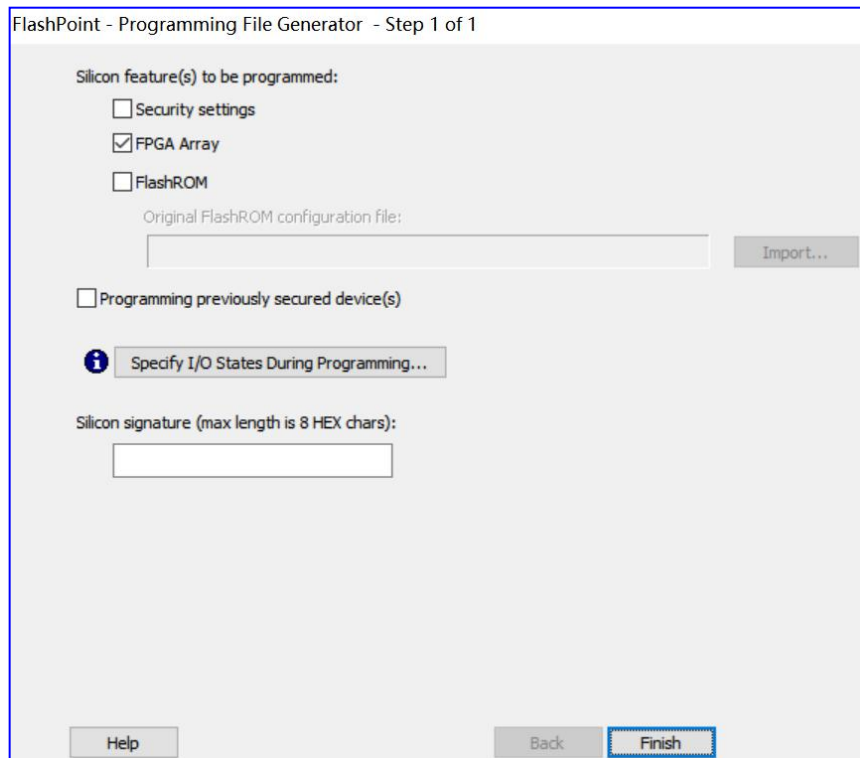 FlashPoint - Programming File Generator - Step 1 of 1
Silicon feature(s) to be programmed:
Security settings
FPGA Array
FlashROM
Original FlashROM configuration file:
Import...
Programming previously secured device(s)
Specify I/O States During Programming...
Silicon signature (max length is 8 HEX chars):
Help Back Finish